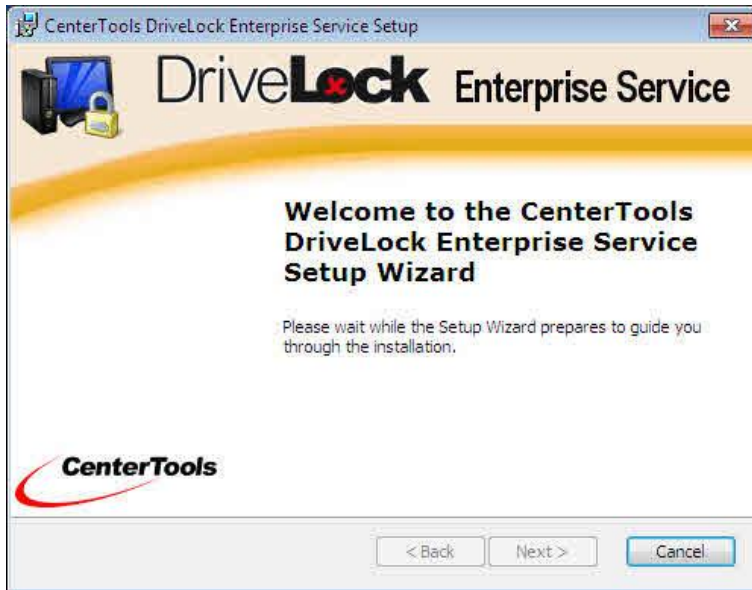 CenterTools DriveLock Enterprise Service Setup
DriveLock Enterprise Service
Welcome to the CenterTools
DriveLock Enterprise Service
Setup Wizard
Please wait while the Setup Wizard prepares to guide you
through the installation.
CenterTools
< Back Next > Cancel